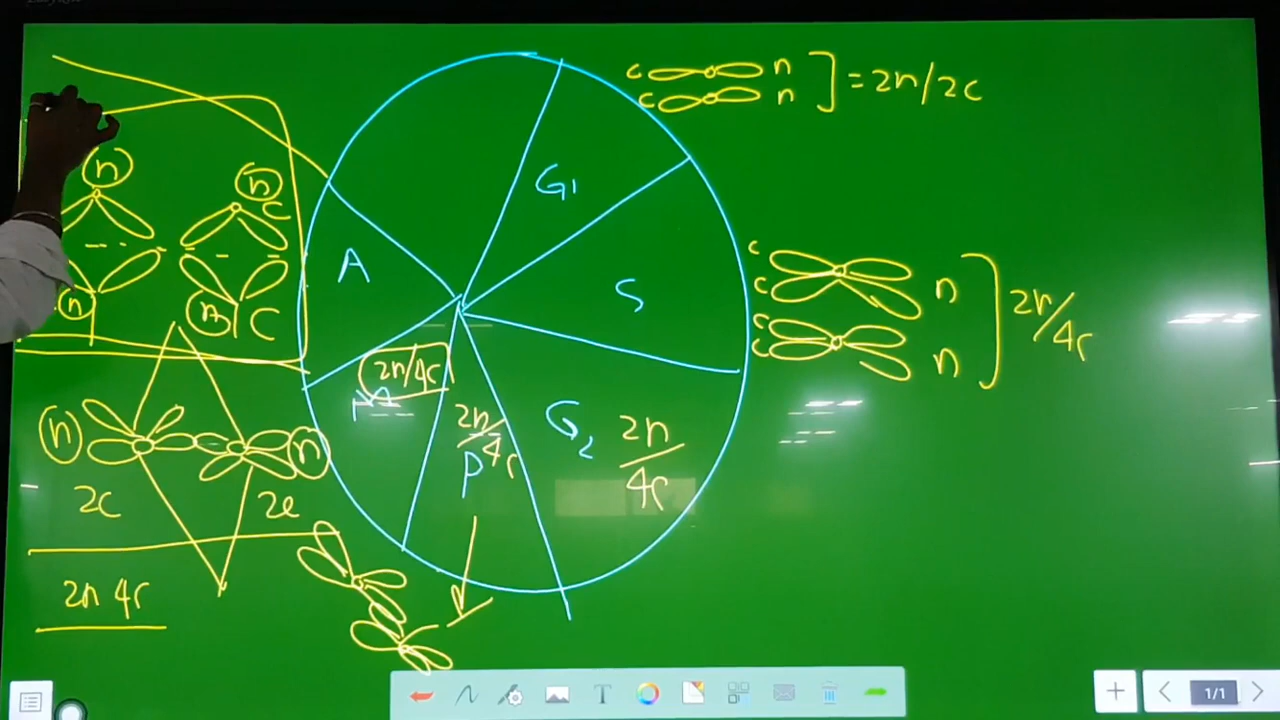 c n
c n
= 2n/2c
G1
n
n
C
A
S
c
c n
c
c n
2n/4c
n
n C
2n/4c
M
2n/4c
P
G2 2n/4c
n n
2c 2c
2n 4c
T
1/1